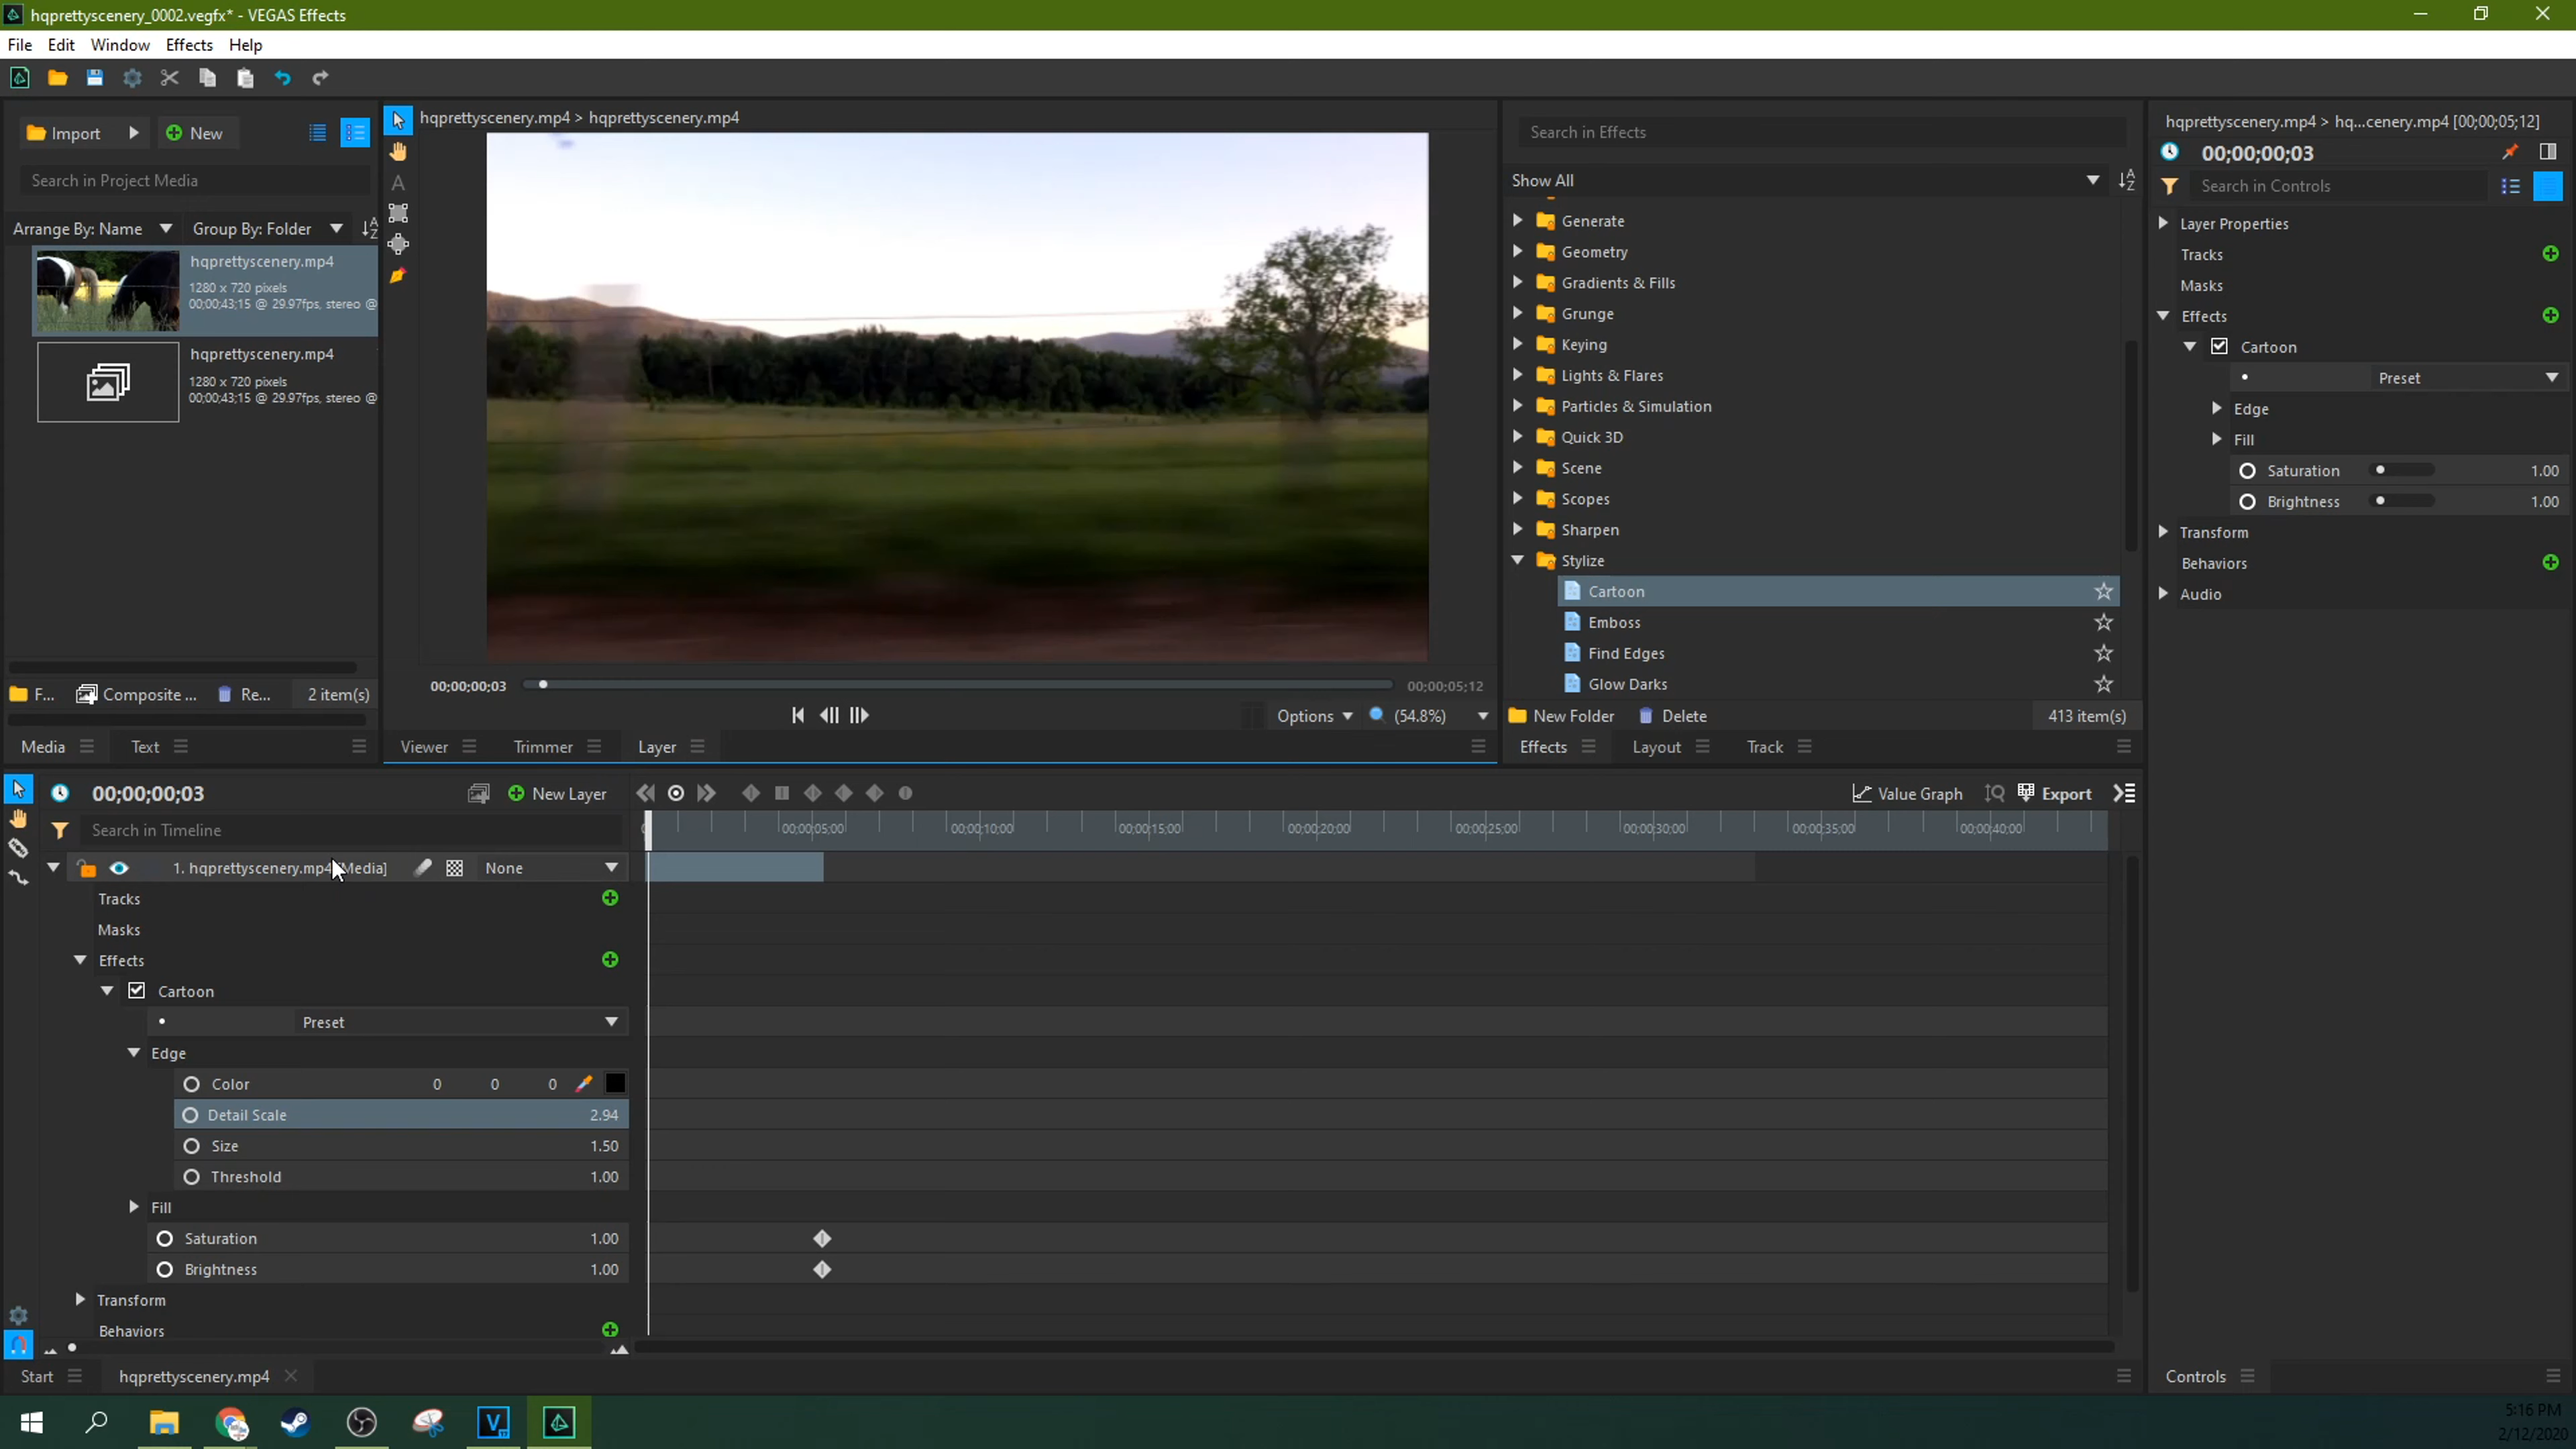 hqprettyscenery_0002.vegfx* - VEGAS Effects
File Edit Window Effects Help
Import New
Search in Project Media
Arrange By: Name Group By: Folder
hqprettyscenery.mp4
1280 x 720 pixels
00;00;43;15 @ 29.97fps, stereo @
hqprettyscenery.mp4
1280 x 720 pixels
00;00;43;15 @ 29.97fps, stereo @
F... Composite ... Re... 2 item(s)
Media Text
hqprettyscenery.mp4 > hqprettyscenery.mp4
00;00;00;03 00;00;05;12
Options (54.8%)
Viewer Trimmer Layer
Search in Effects
Show All
Generate
Geometry
Gradients & Fills
Grunge
Keying
Lights & Flares
Particles & Simulation
Quick 3D
Scene
Scopes
Sharpen
Stylize
Cartoon
Emboss
Find Edges
Glow Darks
New Folder Delete 413 item(s)
Effects Layout Track
hqprettyscenery.mp4 > hq...cenery.mp4 [00;00;05;12]
00;00;00;03
Search in Controls
Layer Properties
Tracks
Masks
Effects
Cartoon
Preset
Edge
Fill
Saturation 1.00
Brightness 1.00
Transform
Behaviors
Audio
Controls
00;00;00;03 New Layer Value Graph Export
Search in Timeline
00;00;05;00 00;00;10;00 00;00;15;00 00;00;20;00 00;00;25;00 00;00;30;00 00;00;35;00 00;00;40;00
1. hqprettyscenery.mp4 [Media] None
Tracks
Masks
Effects
Cartoon
Preset
Edge
Color 0 0 0
Detail Scale 2.94
Size 1.50
Threshold 1.00
Fill
Saturation 1.00
Brightness 1.00
Transform
Behaviors
Start hqprettyscenery.mp4
5:16 PM
2/12/2020